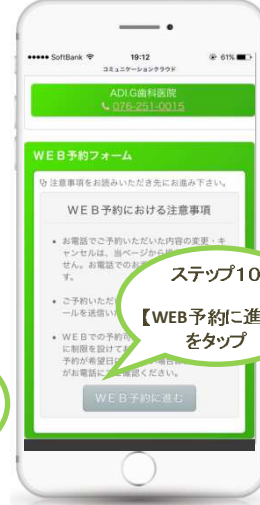 SoftBank 19:12 61%
コミュニケーションクラウド
ADI.G歯科医院
076-251-0015
WEB予約フォーム
注意事項をお読みいただき先にお進み下さい。
WEB予約における注意事項
• お電話でご予約いただいた内容の変更・キ
ャンセルは、当ページから
せん。お電話でのお
す。
• ご予約いただ
ールを送信い
• WEBでの予約
に制限を設けてお
予約が希望日に
がお電話にてご確認ください。
WEB予約に進む
ステップ10
【WEB予約に進
をタップ